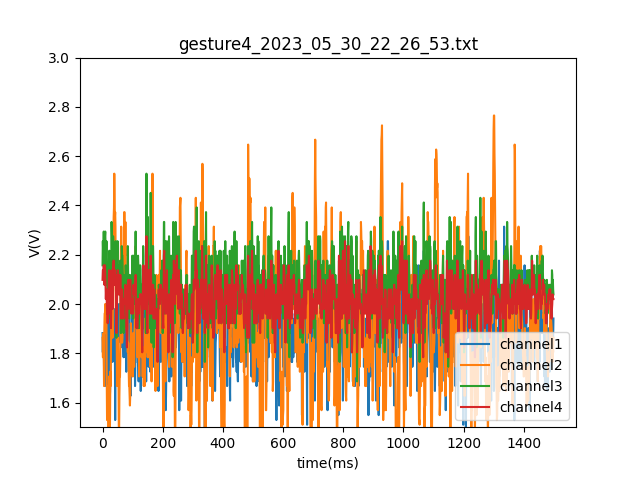 gesture4_2023_05_30_22_26_53.txt
3.0
2.8
2.6
2.4
2.2
2.0
1.8
1.6
V(V)
channel1
channel2
channel3
channel4
0 200 400 600 800 1000 1200 1400
time(ms)